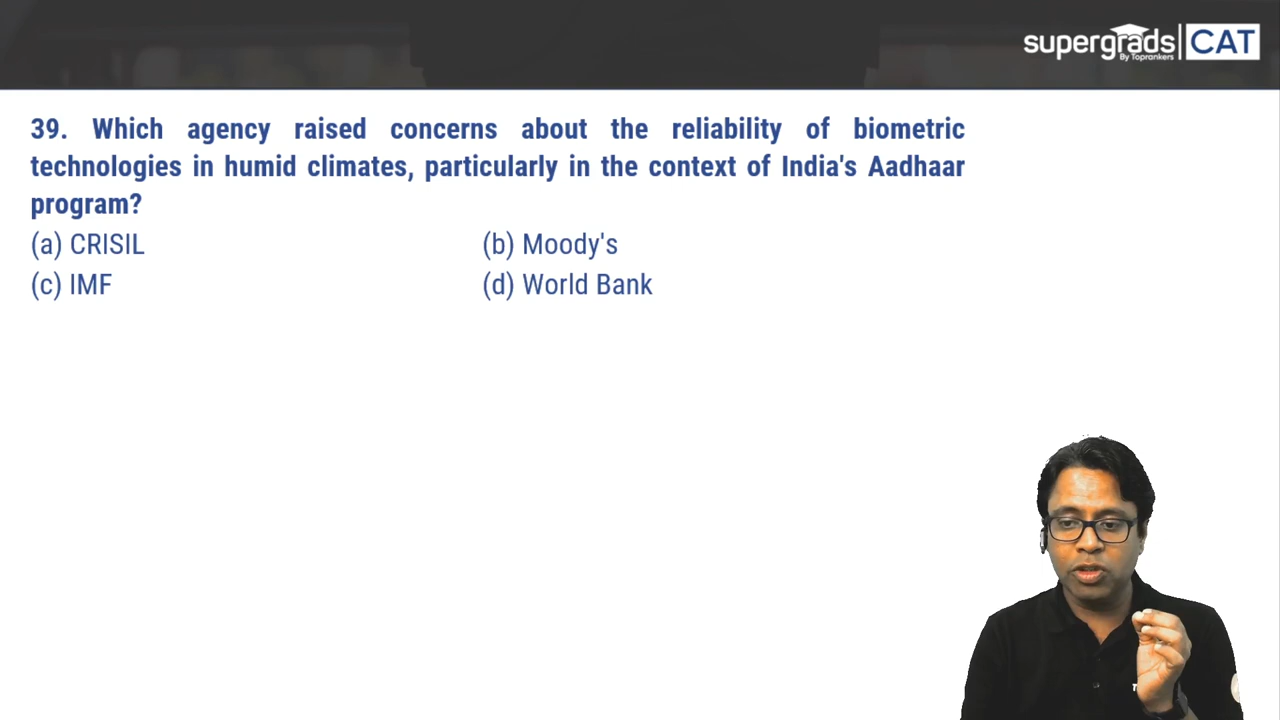 supergrads CAT
By Toprankers
39. Which agency raised concerns about the reliability of biometric
technologies in humid climates, particularly in the context of India's Aadhaar
program?
(a) CRISIL (b) Moody's
(c) IMF (d) World Bank